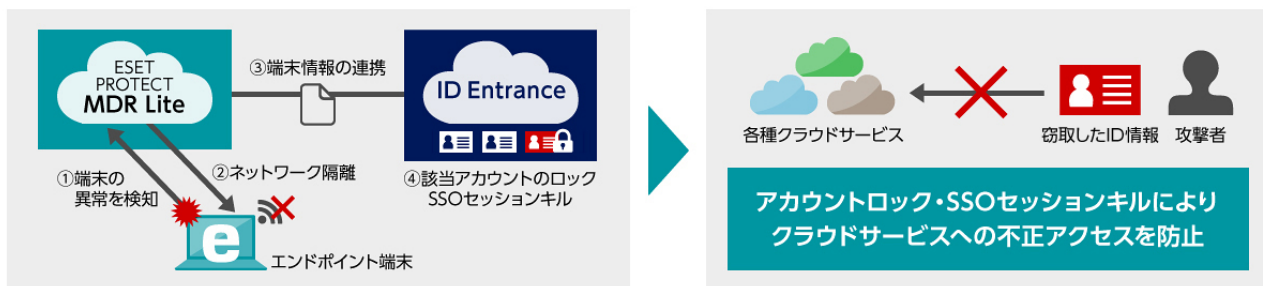 ESET
PROTECT
MDR Lite
③端末情報の連携
ID Entrance
①端末の
異常を検知
②ネットワーク隔離
④該当アカウントのロック
SSOセッションキル
e
エンドポイント端末
各種クラウドサービス
窃取したID情報
攻撃者
アカウントロック・SSOセッションキルにより
クラウドサービスへの不正アクセスを防止